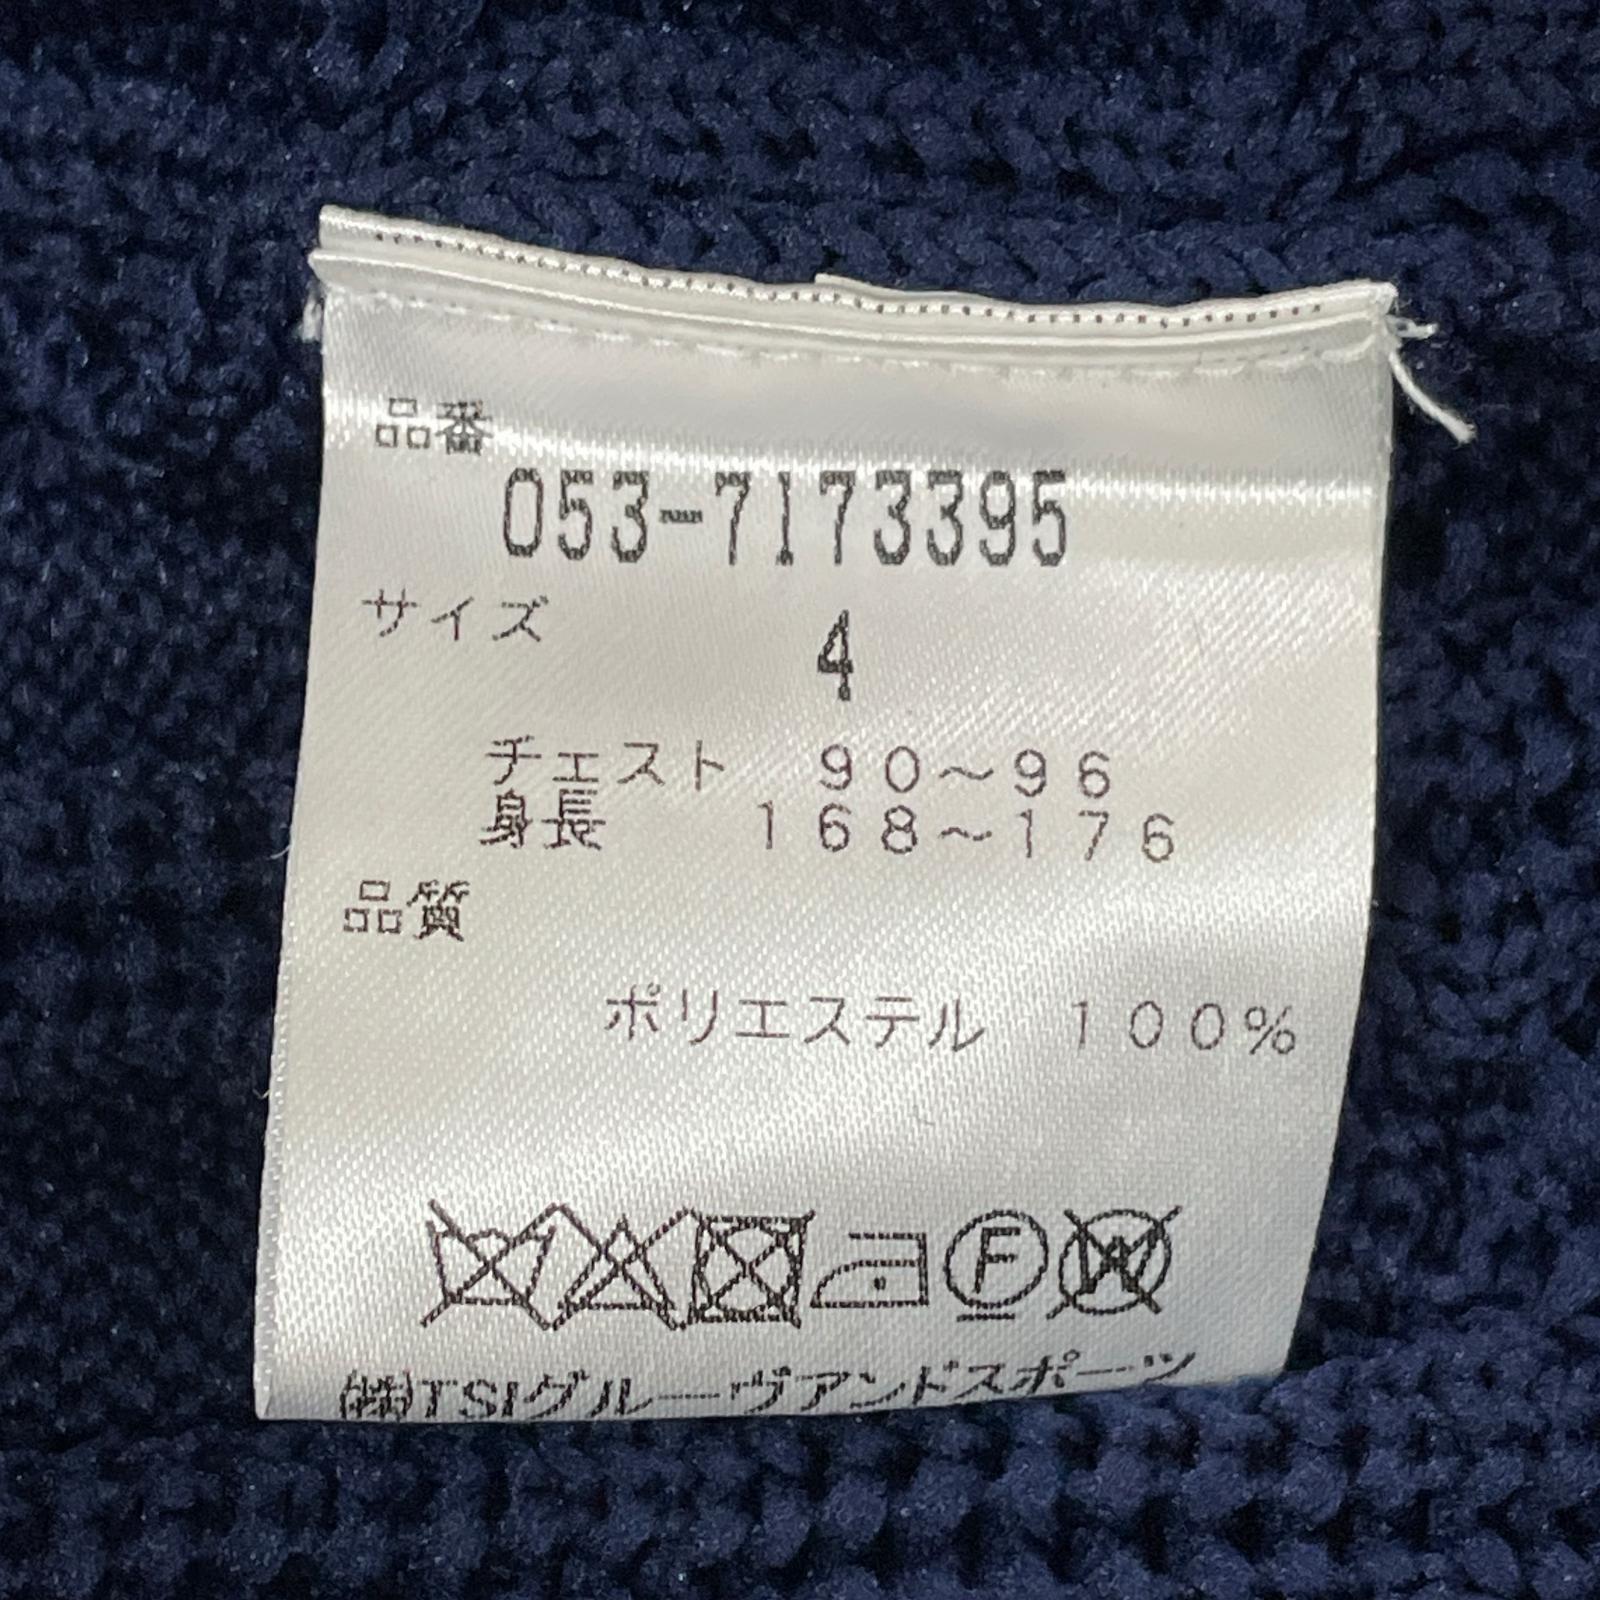 品番
053-7173395
サイズ
4
チェスト 90～96
身長 168～176
品質
ポリエステル 100%
F W
㈱TSIグルーヴアンドスポーツ